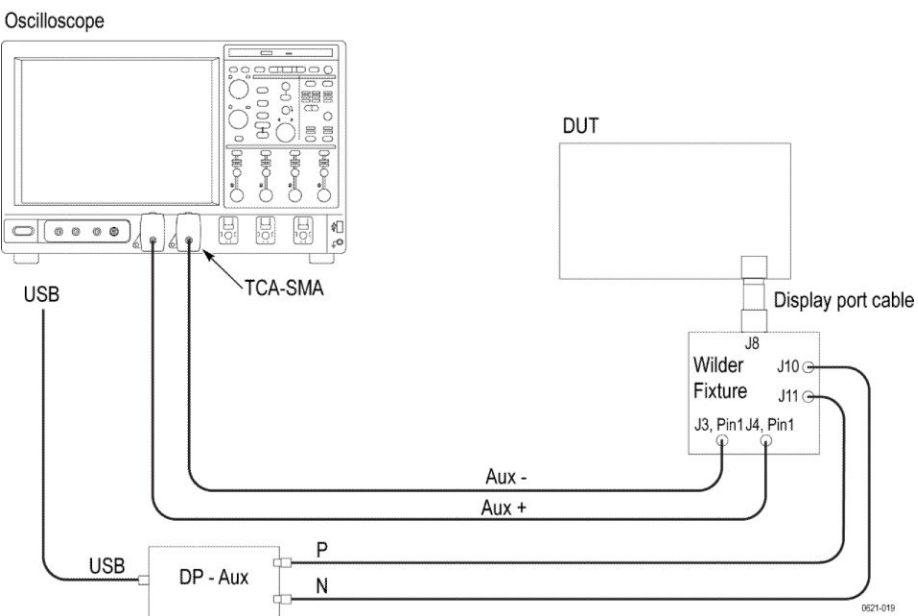 Oscilloscope
DUT
TCA-SMA
USB
Display port cable
J8
Wilder
Fixture
J10
J11
J3, Pin1 J4, Pin1
Aux -
Aux +
P
USB
DP - Aux
N
0621-019